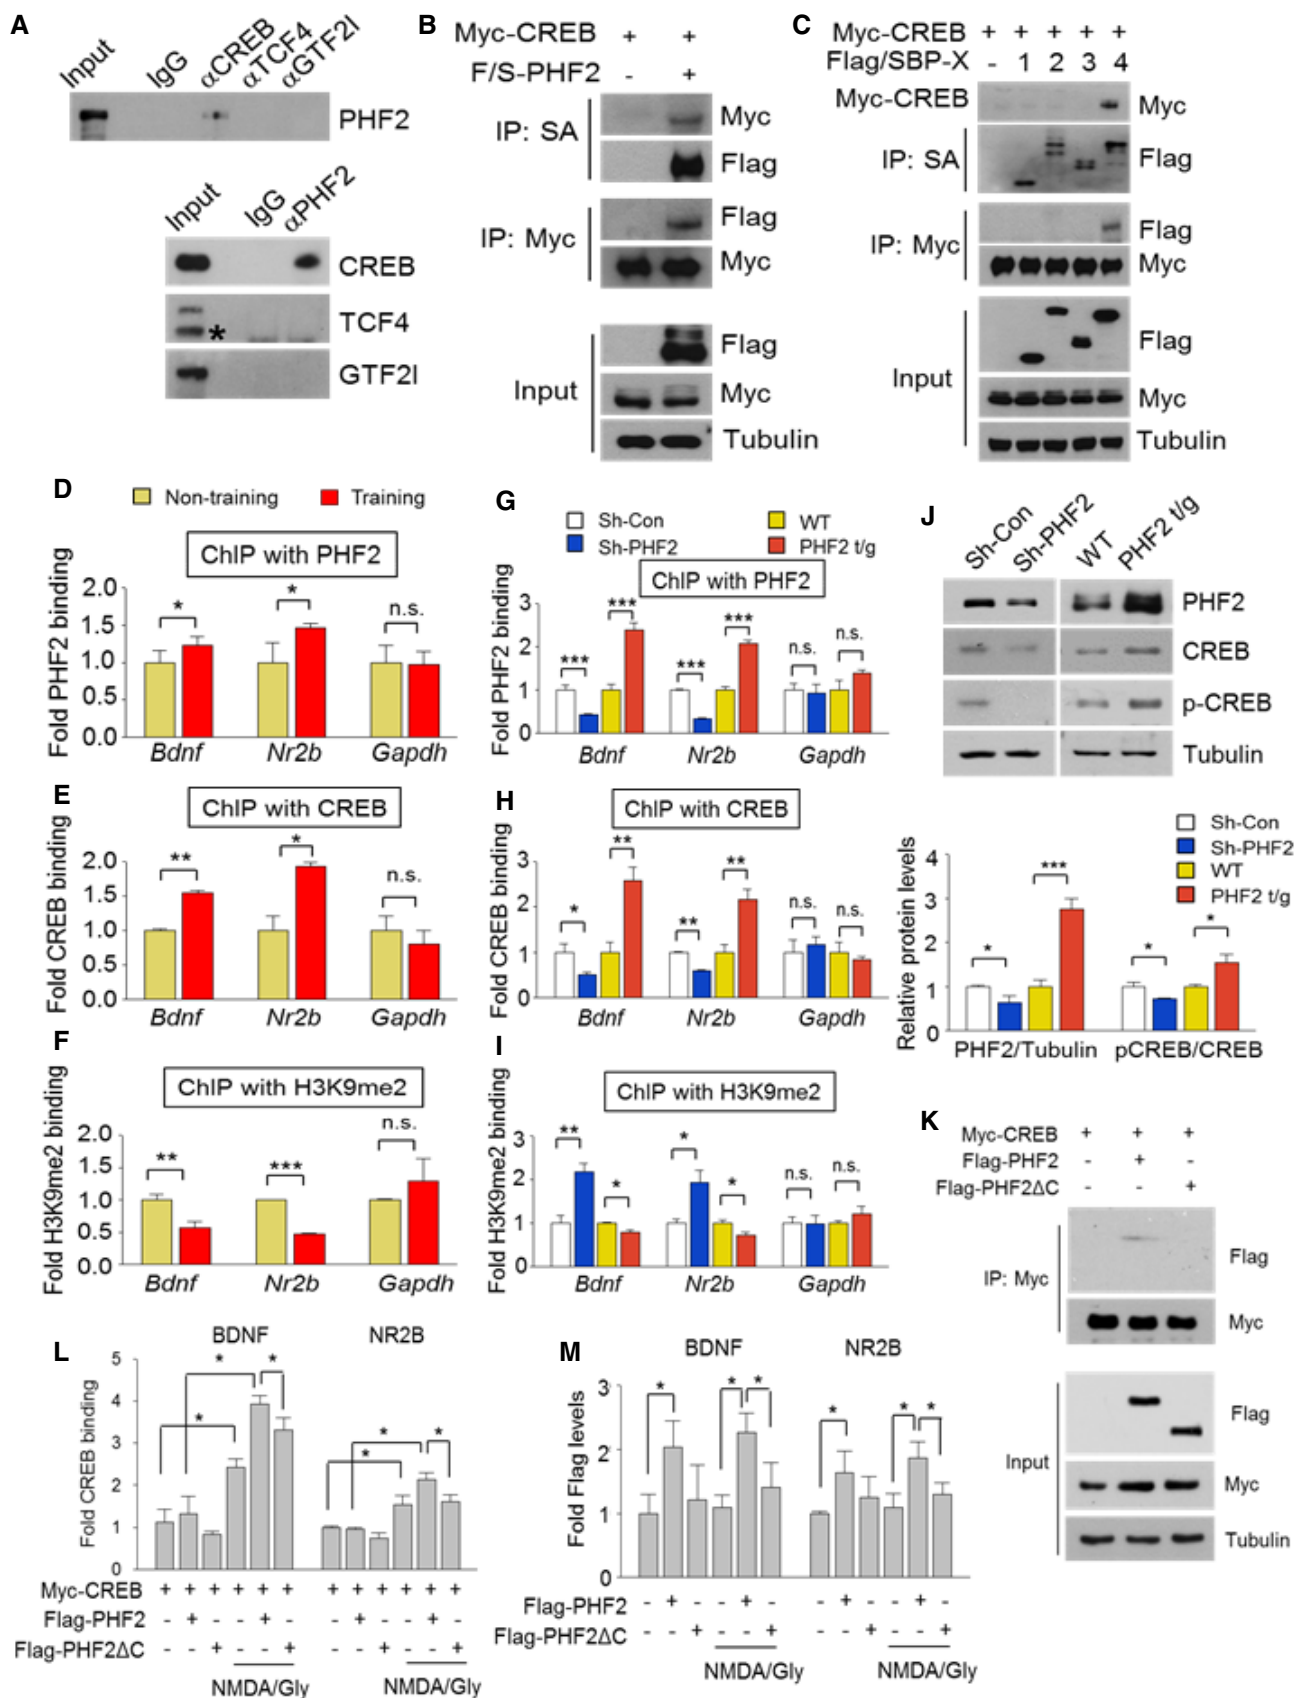 A
Input
IgG
αCREB
αTCF4
αGTF2I
PHF2
Input
IgG
αPHF2
CREB
TCF4
*
GTF2I
B
Myc-CREB + +
F/S-PHF2 - +
IP: SA
Myc
Flag
IP: Myc
Flag
Myc
Input
Flag
Myc
Tubulin
C
Myc-CREB + + + + +
Flag/SBP-X - 1 2 3 4
Myc-CREB
Myc
IP: SA
Flag
IP: Myc
Flag
Myc
Input
Flag
Myc
Tubulin
D
Non-training
Training
ChIP with PHF2
Fold PHF2 binding
2.0
1.5
1.0
0.5
0.0
* * n.s.
Bdnf Nr2b Gapdh
E
ChIP with CREB
Fold CREB binding
2.0
1.5
1.0
0.5
0.0
** * n.s.
Bdnf Nr2b Gapdh
F
ChIP with H3K9me2
Fold H3K9me2 binding
2.0
1.5
1.0
0.5
0.0
** *** n.s.
Bdnf Nr2b Gapdh
G
Sh-Con
Sh-PHF2
WT
PHF2 t/g
ChIP with PHF2
Fold PHF2 binding
3
2
1
0
*** *** *** *** n.s. n.s.
Bdnf Nr2b Gapdh
H
ChIP with CREB
Fold CREB binding
3
2
1
0
* ** ** ** n.s. n.s.
Bdnf Nr2b Gapdh
I
ChIP with H3K9me2
Fold H3K9me2 binding
3
2
1
0
** * * * n.s. n.s.
Bdnf Nr2b Gapdh
J
Sh-Con
Sh-PHF2
WT
PHF2 t/g
PHF2
CREB
p-CREB
Tubulin
Sh-Con
Sh-PHF2
WT
PHF2 t/g
Relative protein levels
4
3
2
1
0
* *** * *
PHF2/Tubulin pCREB/CREB
K
Myc-CREB + + +
Flag-PHF2 - + -
Flag-PHF2ΔC - - +
IP: Myc
Flag
Myc
Input
Flag
Myc
Tubulin
L
BDNF NR2B
Fold CREB binding
5
4
3
2
1
0
* * * * * *
Myc-CREB + + + + + + + + + + + +
Flag-PHF2 - + - - + - - + - - + -
Flag-PHF2ΔC - - + - - + - - + - - +
NMDA/Gly NMDA/Gly
M
BDNF NR2B
Fold Flag levels
3
2
1
0
* * * * * *
Flag-PHF2 - + - - + - - + - - + -
Flag-PHF2ΔC - - + - - + - - + - - +
NMDA/Gly NMDA/Gly